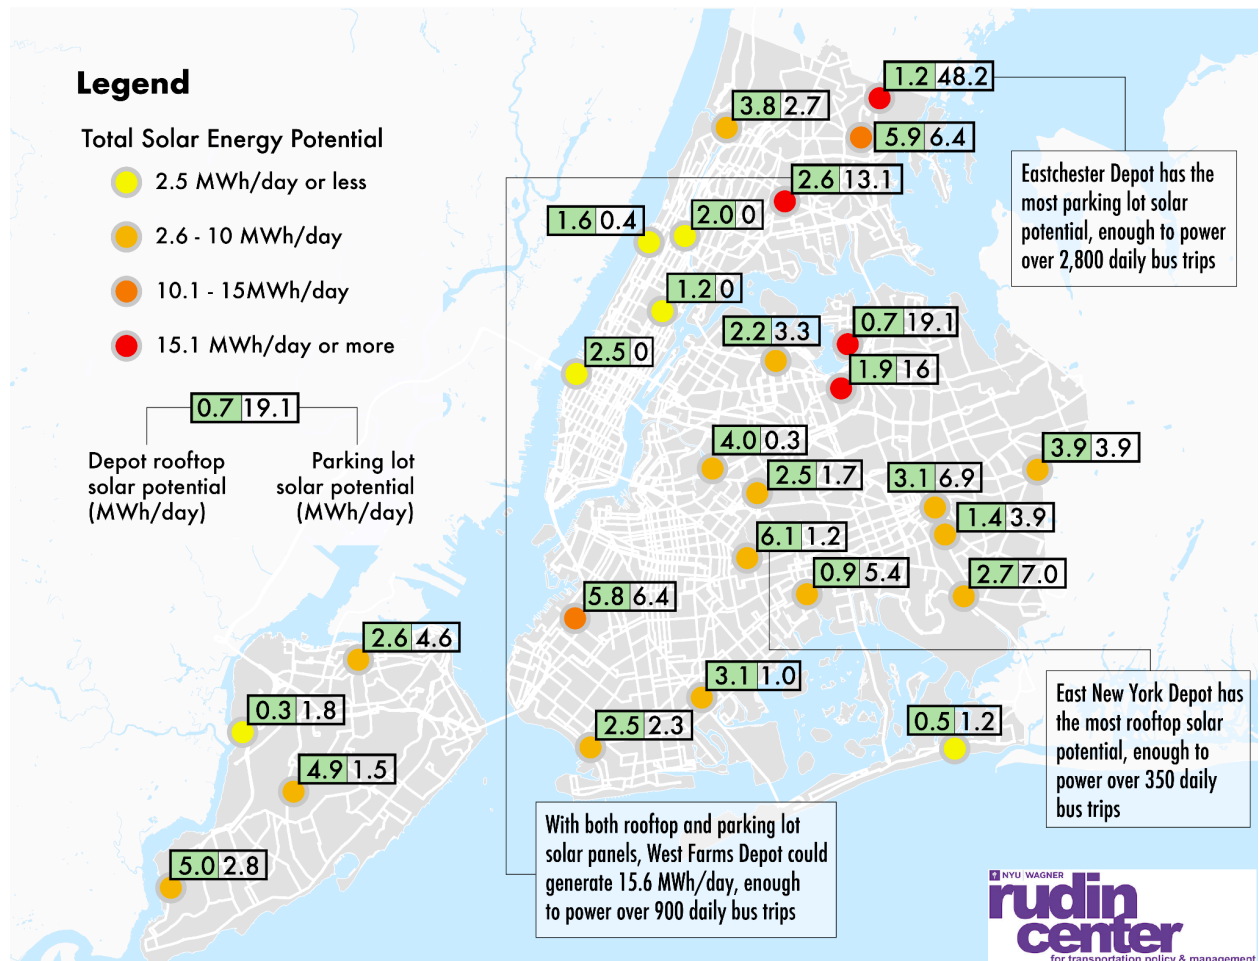 Legend
Total Solar Energy Potential
2.5 MWh/day or less
2.6 - 10 MWh/day
10.1 - 15MWh/day
15.1 MWh/day or more
0.7 19.1
Depot rooftop
solar potential
(MWh/day)
Parking lot
solar potential
(MWh/day)
1.2 48.2
3.8 2.7
5.9 6.4
2.6 13.1
1.6 0.4
2.0 0
1.2 0
2.2 3.3
0.7 19.1
2.5 0
1.9 16
4.0 0.3
3.9 3.9
2.5 1.7
3.1 6.9
1.4 3.9
6.1 1.2
0.9 5.4
2.7 7.0
5.8 6.4
2.6 4.6
3.1 1.0
0.3 1.8
2.5 2.3
0.5 1.2
4.9 1.5
5.0 2.8
Eastchester Depot has the
most parking lot solar
potential, enough to power
over 2,800 daily bus trips
East New York Depot has
the most rooftop solar
potential, enough to
power over 350 daily
bus trips
With both rooftop and parking lot
solar panels, West Farms Depot could
generate 15.6 MWh/day, enough
to power over 900 daily bus trips
NYU WAGNER
rudin
center
for transportation policy & management